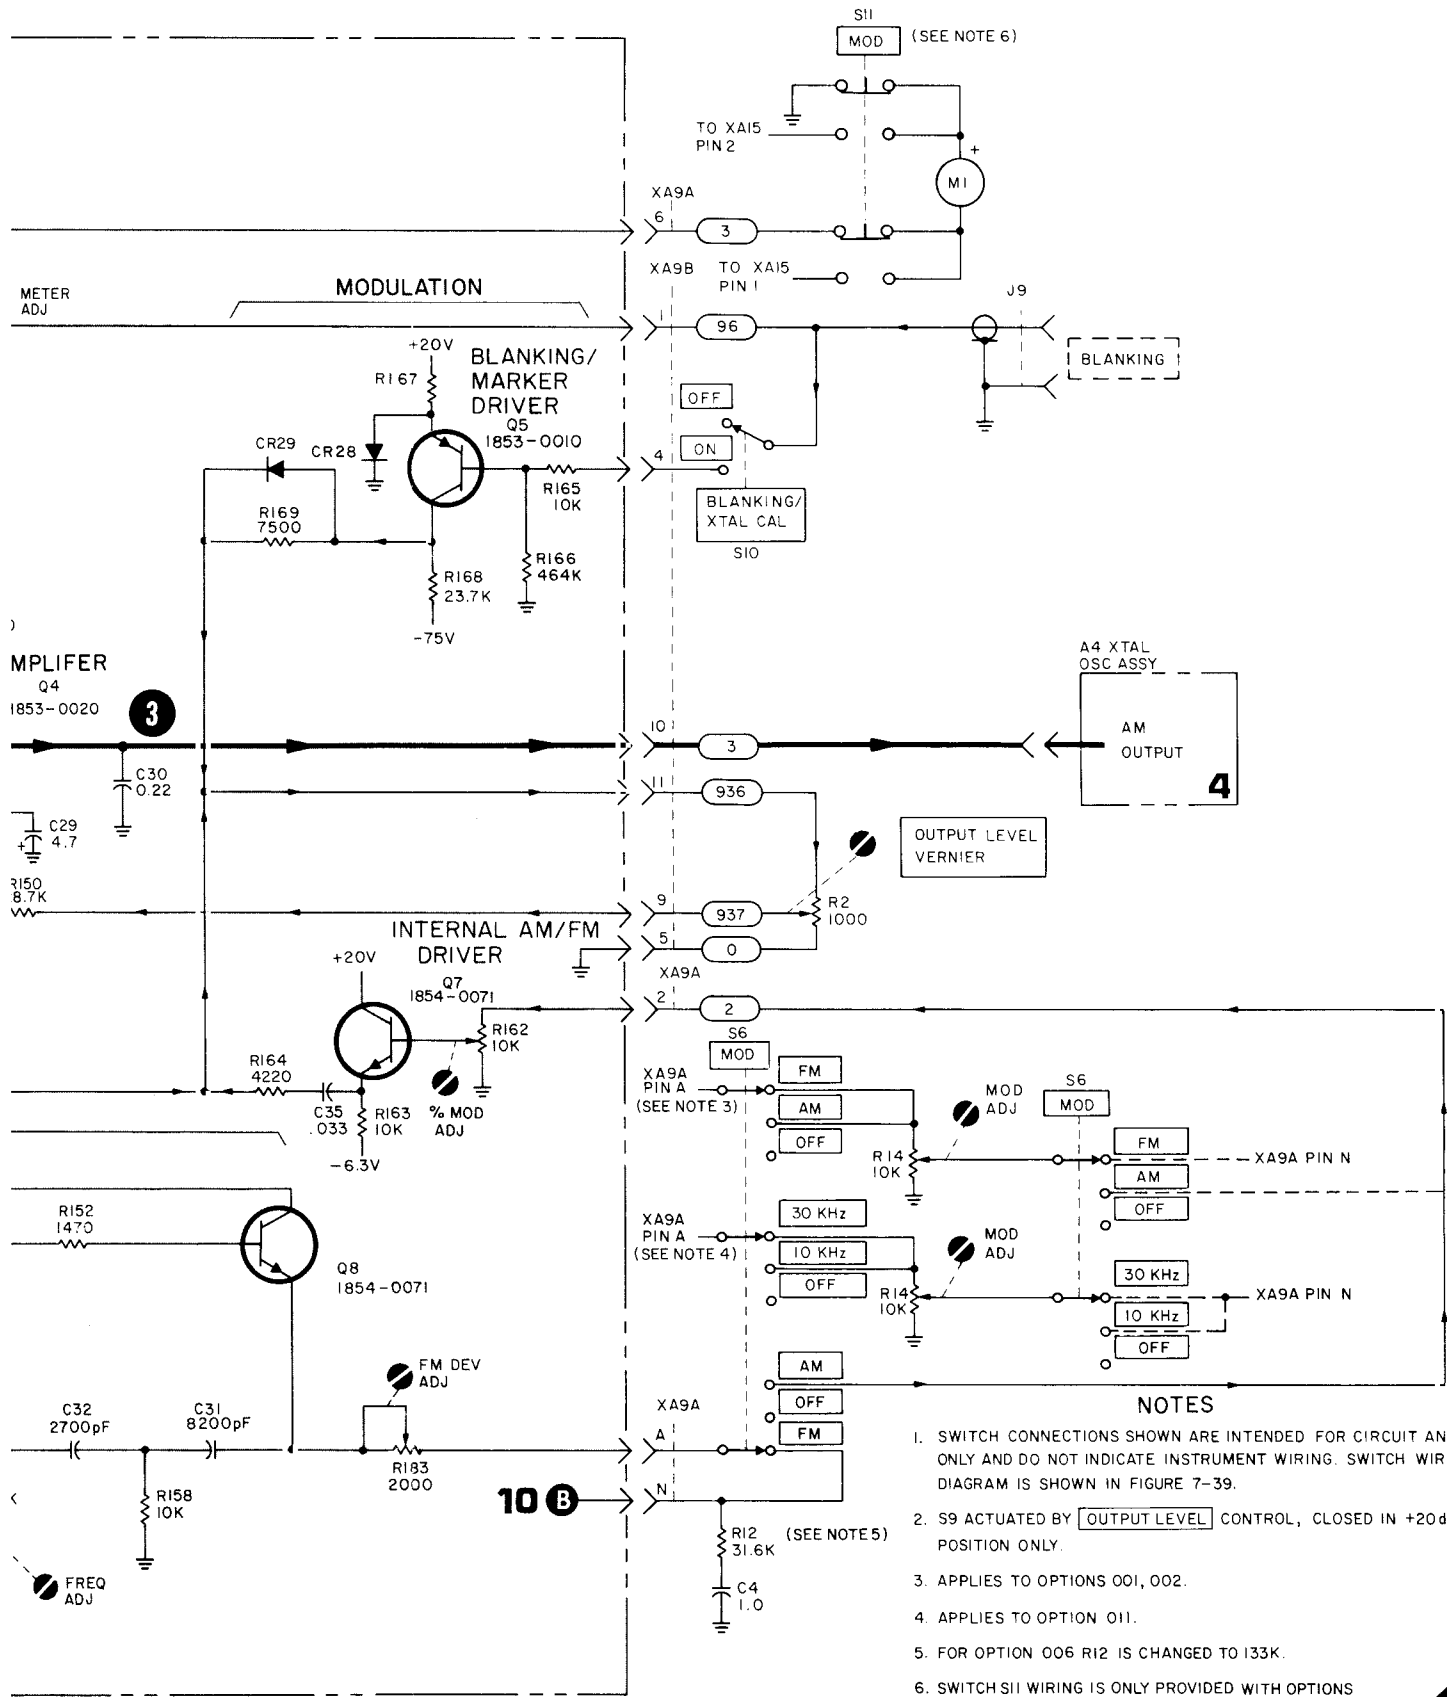 S11
MOD
(SEE NOTE 6)
TO XA15
PIN 2
+
M1
XA9A
6
3
XA9B
TO XA15
PIN 1
J9
METER
ADJ
MODULATION
1
96
BLANKING
+20V
R167
BLANKING/
MARKER
DRIVER
Q5
1853-0010
OFF
ON
CR29
CR28
4
R165
10K
BLANKING/
XTAL CAL
S10
R169
7500
R166
464K
R168
23.7K
-75V
A4 XTAL
OSC ASSY
MPLIFER
Q4
1853-0020
3
10
3
AM
OUTPUT
4
C30
0.22
11
936
C29
4.7
+
OUTPUT LEVEL
VERNIER
R150
8.7K
9
937
R2
1000
INTERNAL AM/FM
DRIVER
5
0
+20V
Q7
1854-0071
XA9A
2
2
R162
10K
S6
MOD
R164
4220
C35
.033
R163
10K
% MOD
ADJ
-6.3V
XA9A
PIN A
(SEE NOTE 3)
FM
AM
OFF
MOD
ADJ
S6
MOD
R14
10K
FM
AM
OFF
XA9A PIN N
R152
1470
Q8
1854-0071
XA9A
PIN A
(SEE NOTE 4)
30 KHz
10 KHz
OFF
MOD
ADJ
R14
10K
30 KHz
10 KHz
OFF
XA9A PIN N
FM DEV
ADJ
AM
OFF
FM
C32
2700pF
C31
8200pF
XA9A
A
R183
2000
R158
10K
10 B
N
R12
31.6K
(SEE NOTE 5)
C4
1.0
FREQ
ADJ
NOTES
1. SWITCH CONNECTIONS SHOWN ARE INTENDED FOR CIRCUIT AN
ONLY AND DO NOT INDICATE INSTRUMENT WIRING. SWITCH WIR
DIAGRAM IS SHOWN IN FIGURE 7-39.
2. S9 ACTUATED BY OUTPUT LEVEL CONTROL, CLOSED IN +20d
POSITION ONLY.
3. APPLIES TO OPTIONS 001, 002.
4. APPLIES TO OPTION 011.
5. FOR OPTION 006 R12 IS CHANGED TO 133K.
6. SWITCH S11 WIRING IS ONLY PROVIDED WITH OPTIONS